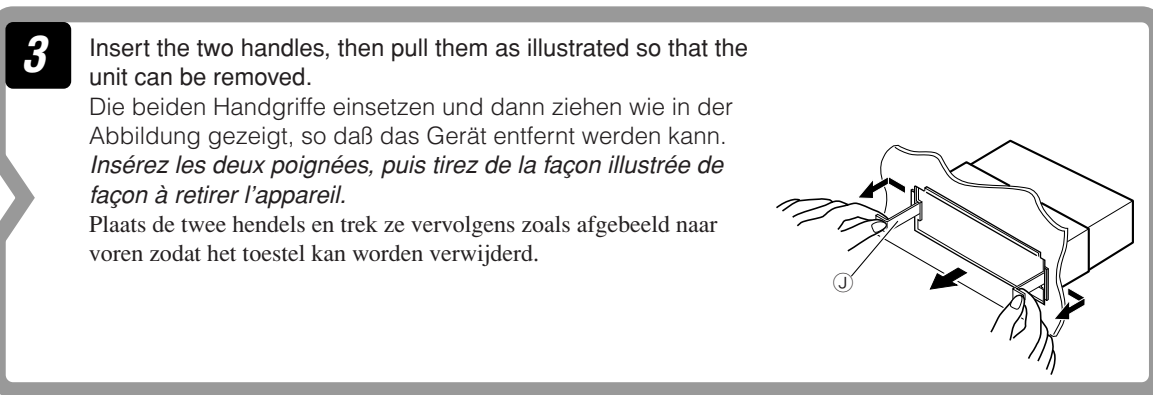 3
Insert the two handles, then pull them as illustrated so that the
unit can be removed.
Die beiden Handgriffe einsetzen und dann ziehen wie in der
Abbildung gezeigt, so daß das Gerät entfernt werden kann.
Insérez les deux poignées, puis tirez de la façon illustrée de
façon à retirer l'appareil.
Plaats de twee hendels en trek ze vervolgens zoals afgebeeld naar
voren zodat het toestel kan worden verwijderd.
J